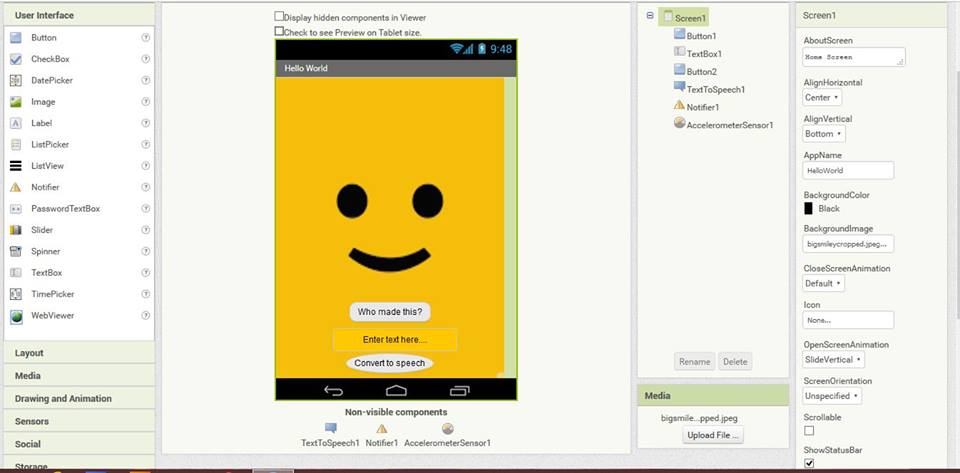 User Interface
Button
CheckBox
DatePicker
Image
Label
ListPicker
ListView
Notifier
PasswordTextBox
Slider
Spinner
TextBox
TimePicker
WebViewer
Layout
Media
Drawing and Animation
Sensors
Social
Storage
Display hidden components in Viewer
Check to see Preview on Tablet size.
9:48
Hello World
Who made this?
Enter text here....
Convert to speech
Non-visible components
TextToSpeech1 Notifier1 AccelerometerSensor1
Screen1
Button1
TextBox1
Button2
TextToSpeech1
Notifier1
AccelerometerSensor1
Rename Delete
Media
bigsmile...pped.jpeg
Upload File ...
Screen1
AboutScreen
Home Screen
AlignHorizontal
Center
AlignVertical
Bottom
AppName
HelloWorld
BackgroundColor
Black
BackgroundImage
bigsmileycropped.jpeg...
CloseScreenAnimation
Default
Icon
None...
OpenScreenAnimation
SlideVertical
ScreenOrientation
Unspecified
Scrollable
ShowStatusBar